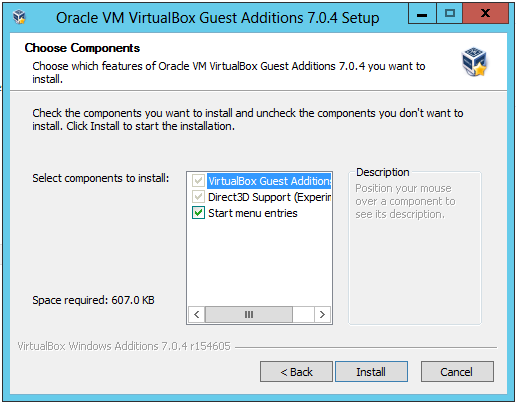 Oracle VM VirtualBox Guest Additions 7.0.4 Setup
Choose Components
Choose which features of Oracle VM VirtualBox Guest Additions 7.0.4 you want to
install.
Check the components you want to install and uncheck the components you don't want to
install. Click Install to start the installation.
Select components to install:
VirtualBox Guest Additions
Direct3D Support (Experim
Start menu entries
Description
Position your mouse
over a component to
see its description.
Space required: 607.0 KB
VirtualBox Windows Additions 7.0.4 r154605
< Back
Install
Cancel